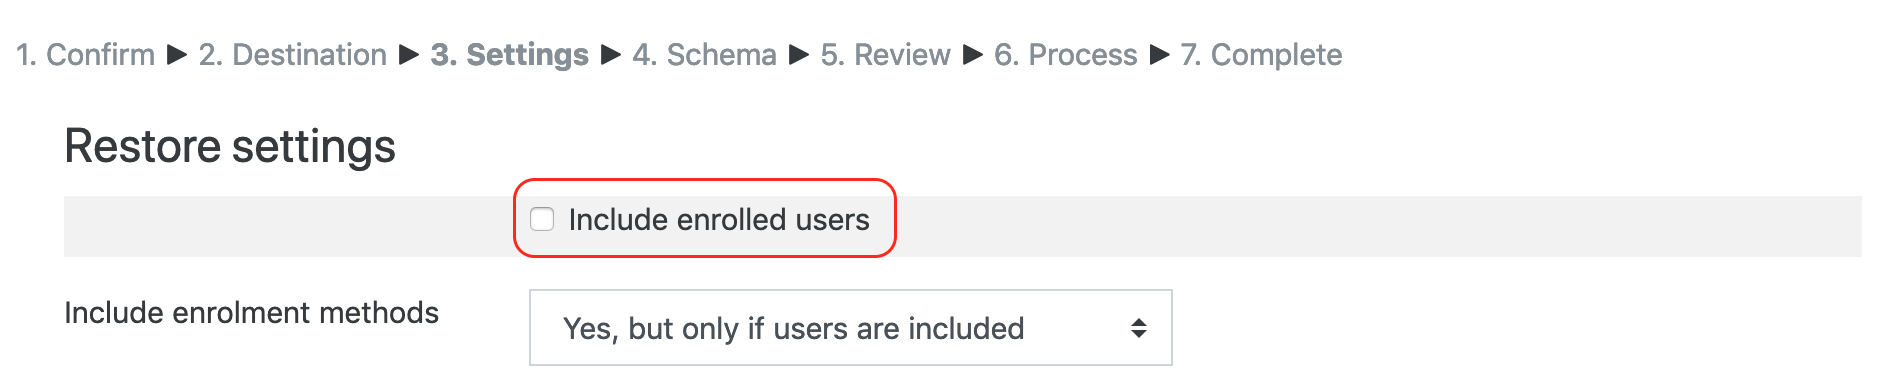 1. Confirm ► 2. Destination ► 3. Settings ► 4. Schema ► 5. Review ► 6. Process ► 7. Complete
Restore settings
Include enrolled users
Include enrolment methods
Yes, but only if users are included